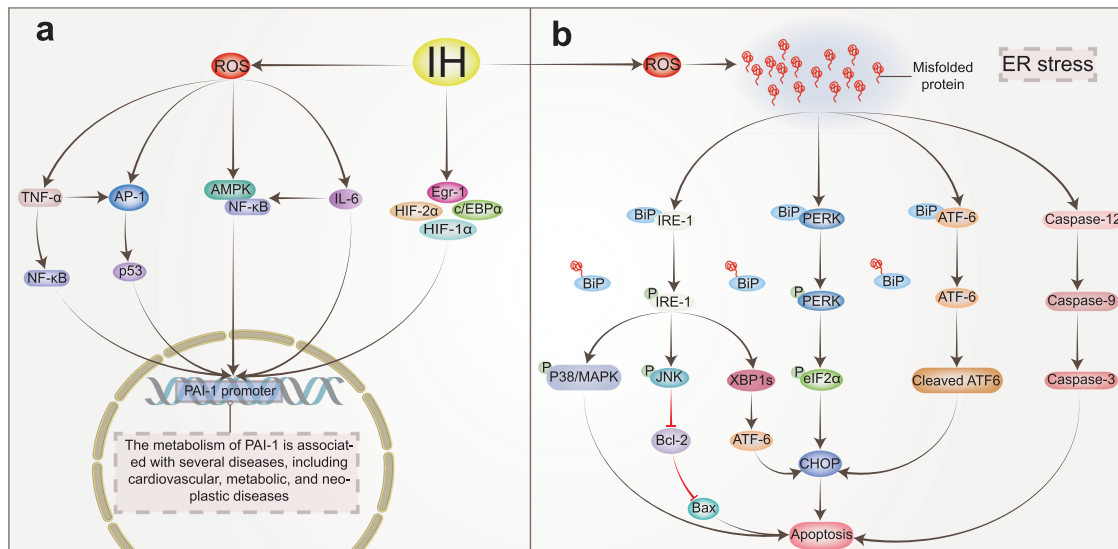 a
ROS
IH
TNF-α
AP-1
AMPK
NF-κB
IL-6
Egr-1
HIF-2α
c/EBPα
HIF-1α
NF-κB
p53
PAI-1 promoter
The metabolism of PAI-1 is associat-
ed with several diseases, including
cardiovascular, metabolic, and neo-
plastic diseases
b
ROS
Misfolded
protein
ER stress
BiP
IRE-1
BiP
PERK
BiP
ATF-6
Caspase-12
BiP
BiP
BiP
P
IRE-1
P
PERK
ATF-6
Caspase-9
P
P38/MAPK
P
JNK
XBP1s
P
eIF2α
Cleaved ATF6
Caspase-3
Bcl-2
ATF-6
CHOP
Bax
Apoptosis